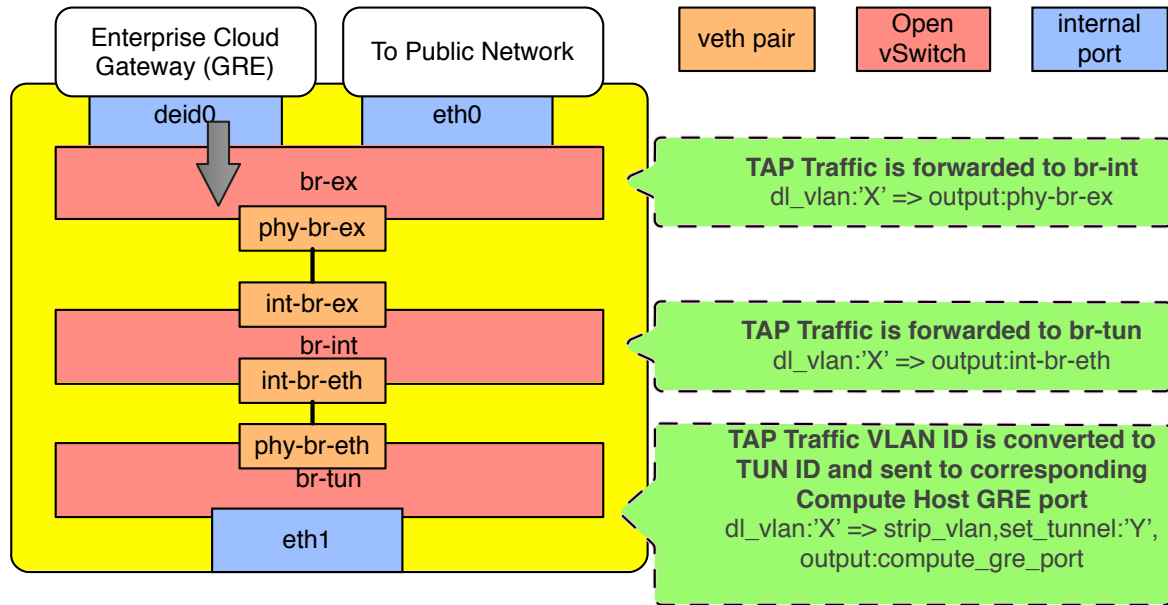 Enterprise Cloud
Gateway (GRE)
To Public Network
veth pair
Open
vSwitch
internal
port
deid0
eth0
br-ex
phy-br-ex
TAP Traffic is forwarded to br-int
dl_vlan:’X’ => output:phy-br-ex
int-br-ex
br-int
int-br-eth
TAP Traffic is forwarded to br-tun
dl_vlan:’X’ => output:int-br-eth
phy-br-eth
br-tun
eth1
TAP Traffic VLAN ID is converted to
TUN ID and sent to corresponding
Compute Host GRE port
dl_vlan:’X’ => strip_vlan,set_tunnel:’Y’,
output:compute_gre_port